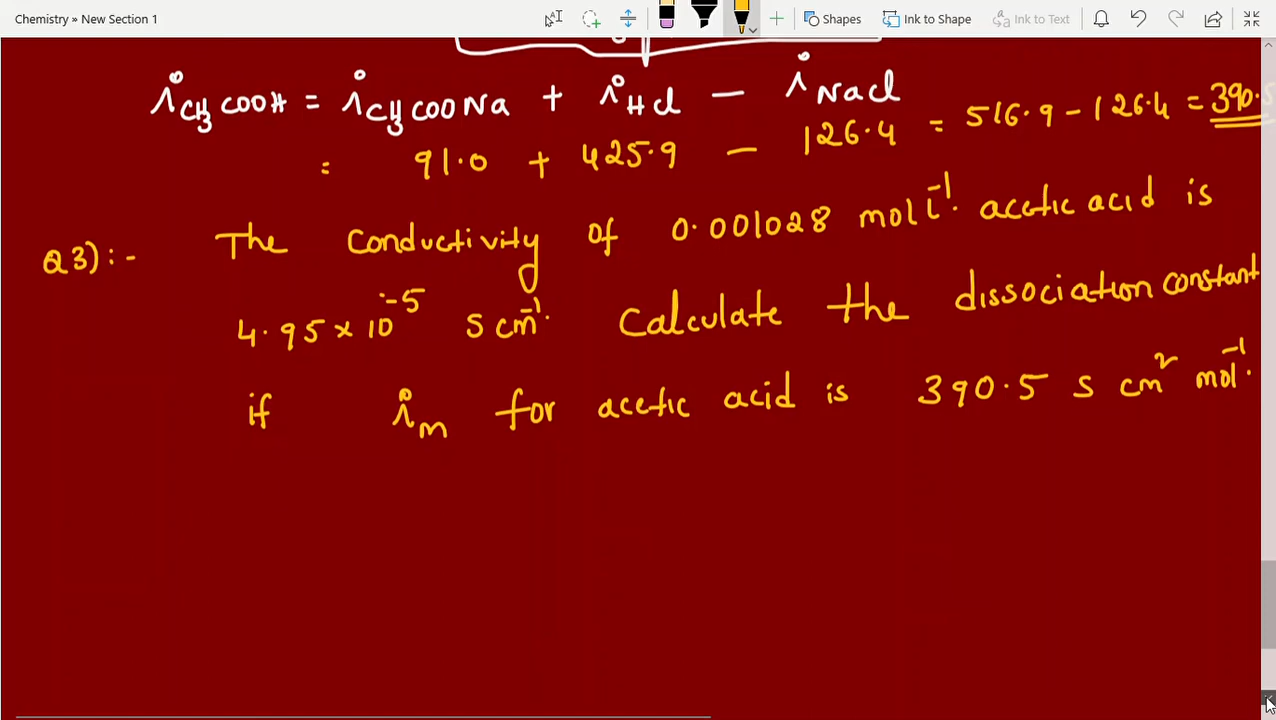 Chemistry » New Section 1
Shapes
Ink to Shape
Ink to Text
λ°CH3COOH = λ°CH3COONa + λ°HCl − λ°NaCl
= 91.0 + 425.9 − 126.4 = 516.9 − 126.4 = 390.5
Q3):- The Conductivity of 0.001028 mol l⁻¹. acetic acid is
4.95 × 10⁻⁵ S cm⁻¹. Calculate the dissociation constant
if λ°m for acetic acid is 390.5 S cm² mol⁻¹.